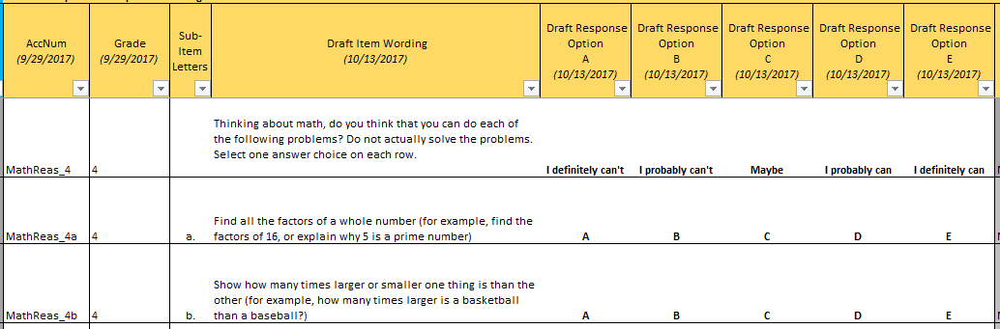 AccNum
(9/29/2017)
Grade
(9/29/2017)
Sub-
Item
Letters
Draft Item Wording
(10/13/2017)
Draft Response
Option
A
(10/13/2017)
Draft Response
Option
B
(10/13/2017)
Draft Response
Option
C
(10/13/2017)
Draft Response
Option
D
(10/13/2017)
Draft Response
Option
E
(10/13/2017)
Thinking about math, do you think that you can do each of
the following problems? Do not actually solve the problems.
Select one answer choice on each row.
MathReas_4 4 I definitely can't I probably can't Maybe I probably can I definitely can
Find all the factors of a whole number (for example, find the
MathReas_4a 4 a. factors of 16, or explain why 5 is a prime number) A B C D E
Show how many times larger or smaller one thing is than the
other (for example, how many times larger is a basketball
MathReas_4b 4 b. than a baseball?) A B C D E